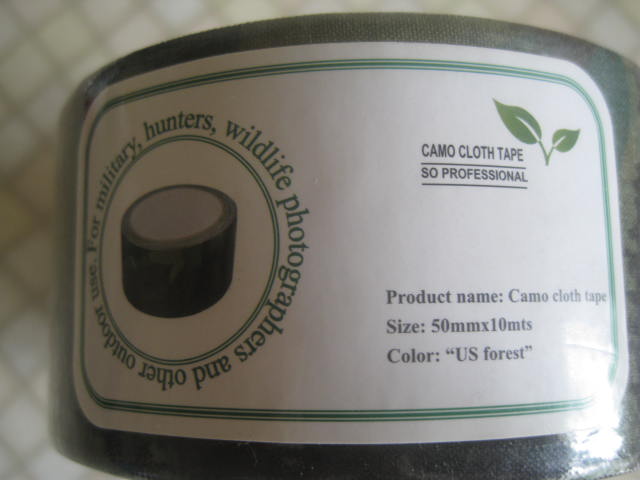 For military, hunters, wildlife photographers and other outdoor use.
CAMO CLOTH TAPE
SO PROFESSIONAL
Product name: Camo cloth tape
Size: 50mmx10mts
Color: “US forest”